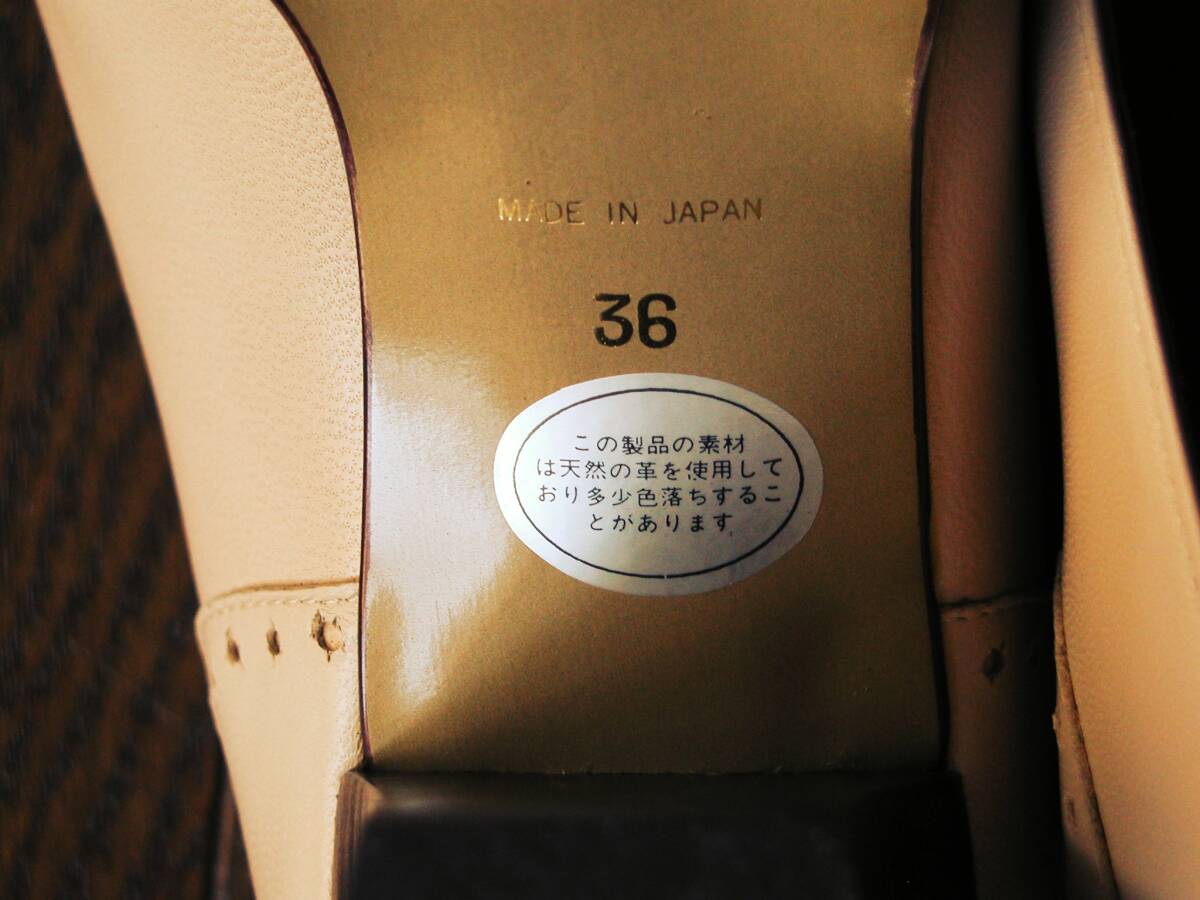 MADE IN JAPAN
36
この製品の素材
は天然の革を使用して
おり多少色落ちするこ
とがあります